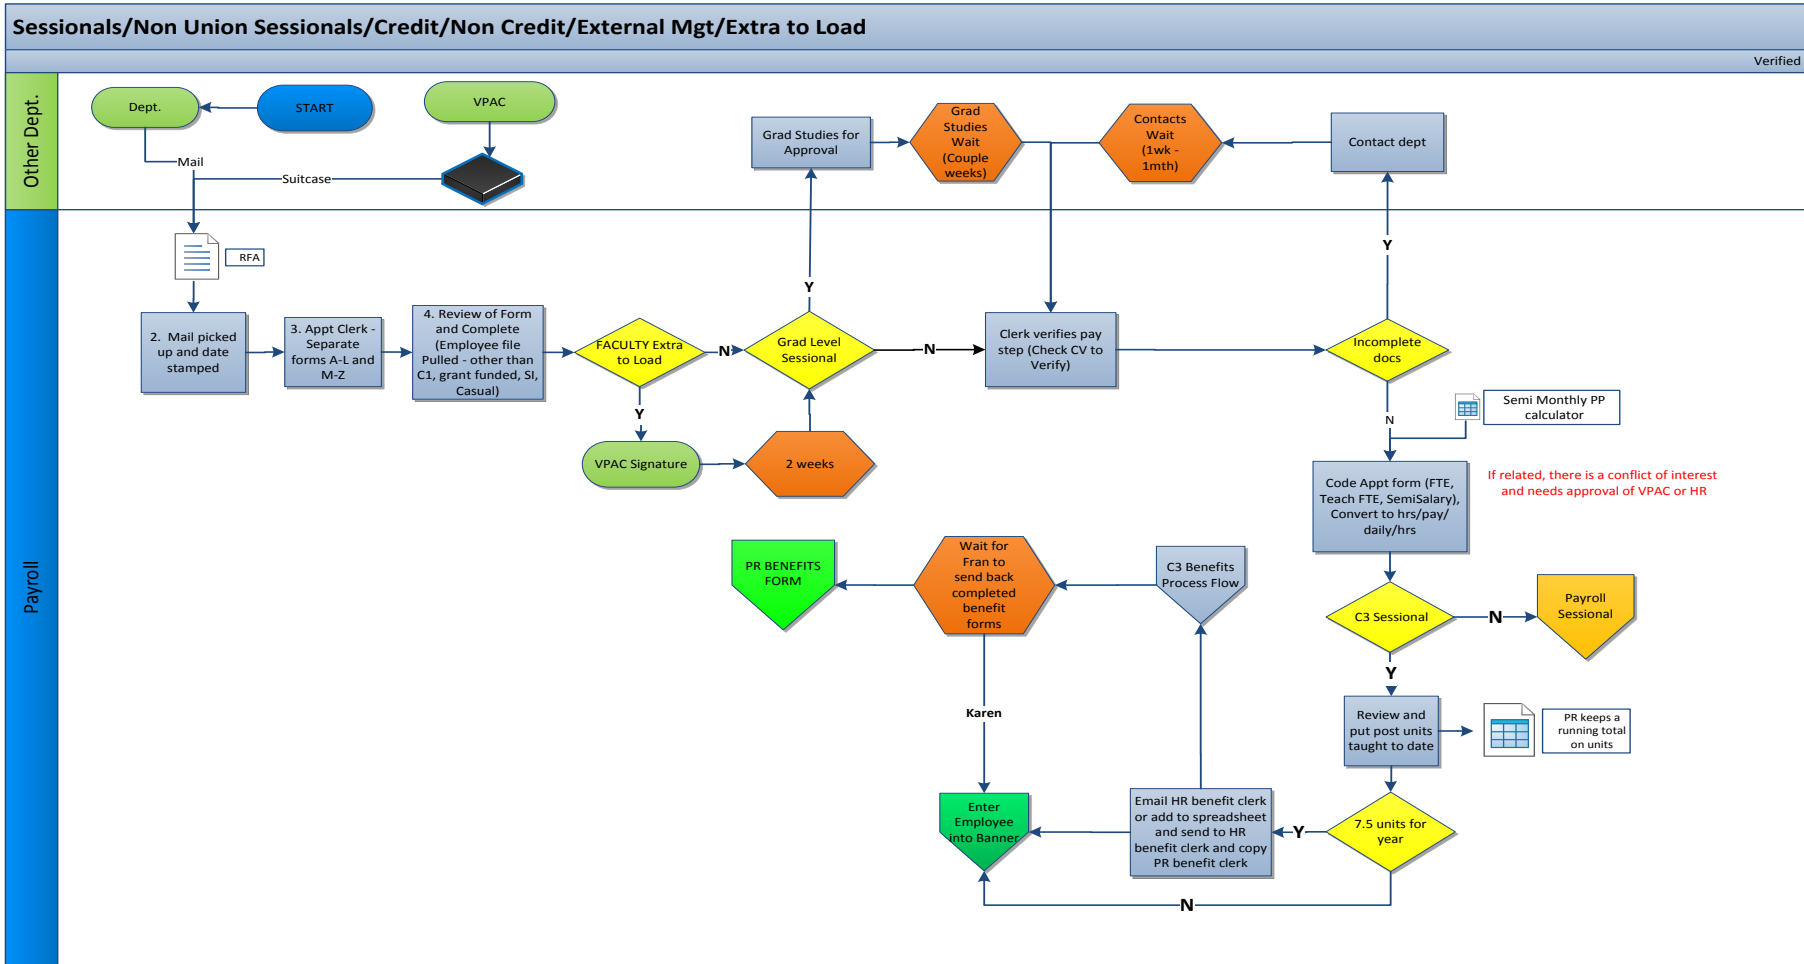 Sessionals/Non Union Sessionals/Credit/Non Credit/External Mgt/Extra to Load
Verified
Other Dept.
Dept.
START
VPAC
Mail
Suitcase
Grad Studies for
Approval
Grad
Studies
Wait
(Couple
weeks)
Contacts
Wait
(1wk -
1mth)
Contact dept
Payroll
RFA
Y
Y
2.  Mail picked
up and date
stamped
3. Appt Clerk -
Separate
forms A-L and
M-Z
4. Review of Form
and Complete
(Employee file
Pulled - other than
C1, grant funded, SI,
Casual)
FACULTY Extra
to Load
N
Grad Level
Sessional
N
Clerk verifies pay
step (Check CV to
Verify)
Incomplete
docs
Y
N
Semi Monthly PP
calculator
VPAC Signature
2 weeks
Code Appt form (FTE,
Teach FTE, SemiSalary),
Convert to hrs/pay/
daily/hrs
If related, there is a conflict of interest
and needs approval of VPAC or HR
PR BENEFITS
FORM
Wait for
Fran to
send back
completed
benefit
forms
C3 Benefits
Process Flow
C3 Sessional
N
Payroll
Sessional
Y
Karen
Review and
put post units
taught to date
PR keeps a
running total
on units
Enter
Employee
into Banner
Email HR benefit clerk
or add to spreadsheet
and send to HR
benefit clerk and copy
PR benefit clerk
Y
7.5 units for
year
N